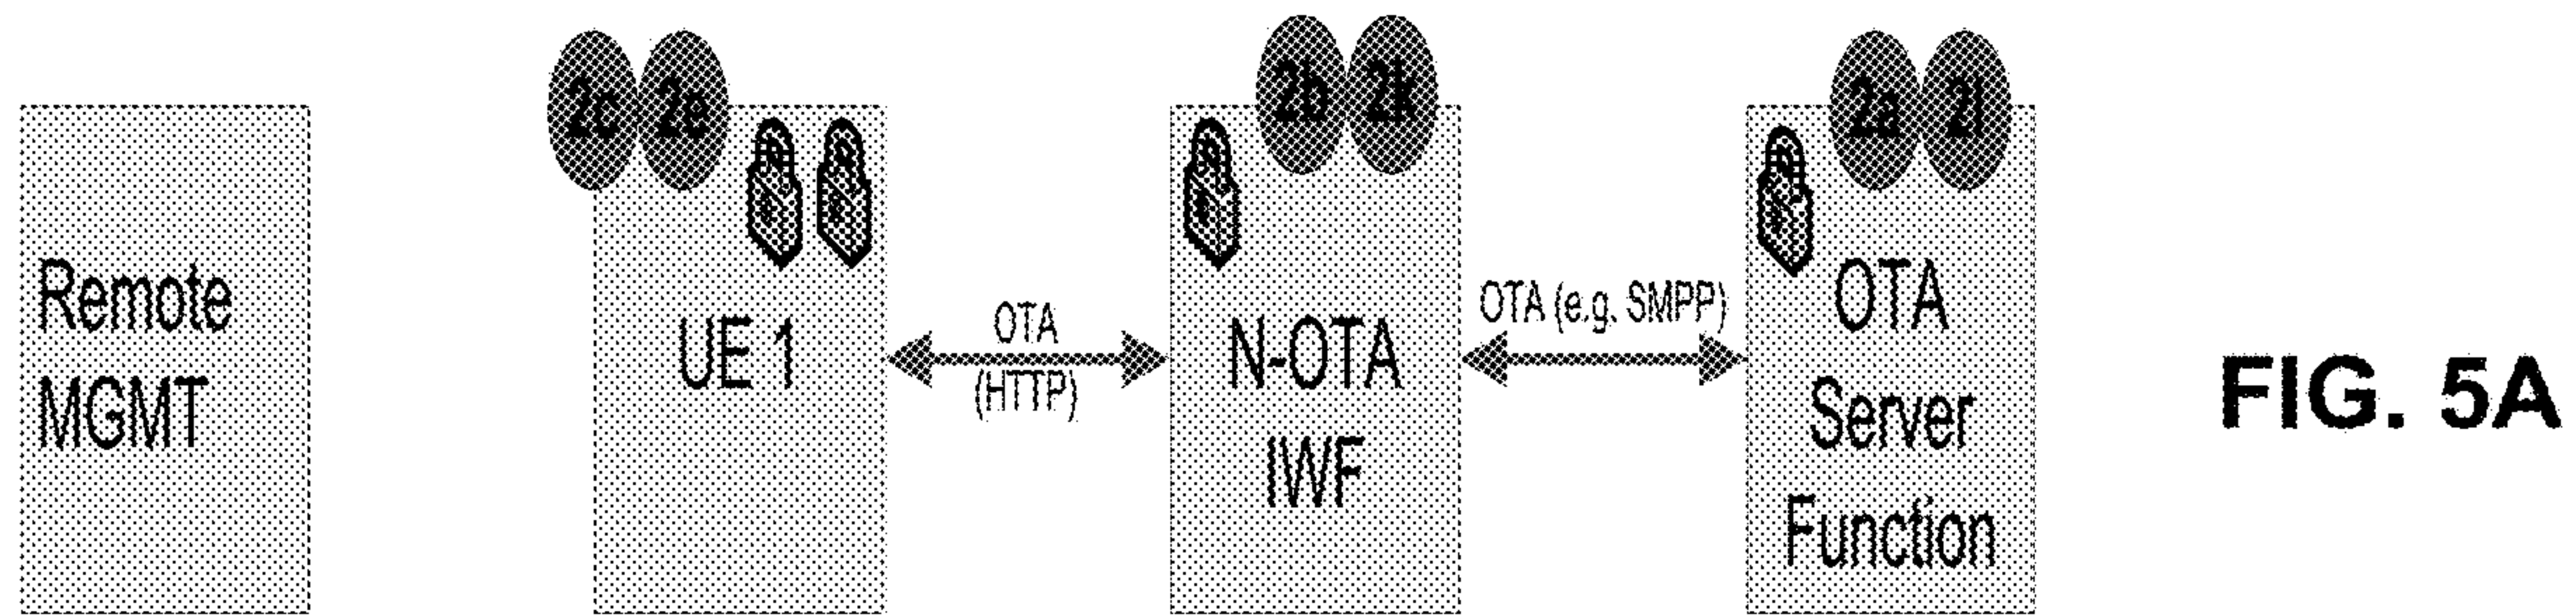 2c 2e
2b 2k
2a 2l
Remote
MGMT
UE 1
OTA
(HTTP)
N-OTA
IWF
OTA (e.g. SMPP)
OTA
Server
Function
FIG. 5A